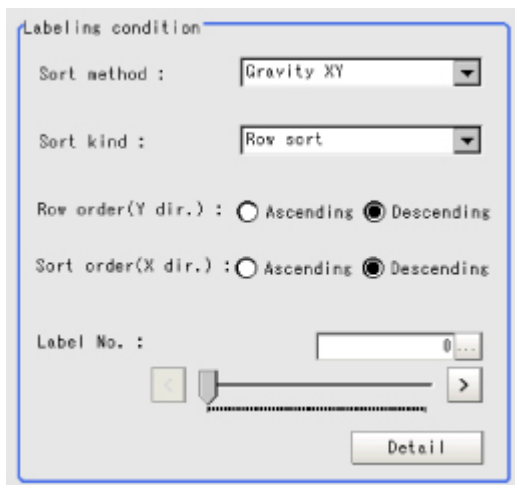 Labeling condition
Sort method : Gravity XY
Sort kind : Row sort
Row order(Y dir.) : Ascending Descending
Sort order(X dir.) : Ascending Descending
Label No. : 0 ...
< >
Detail